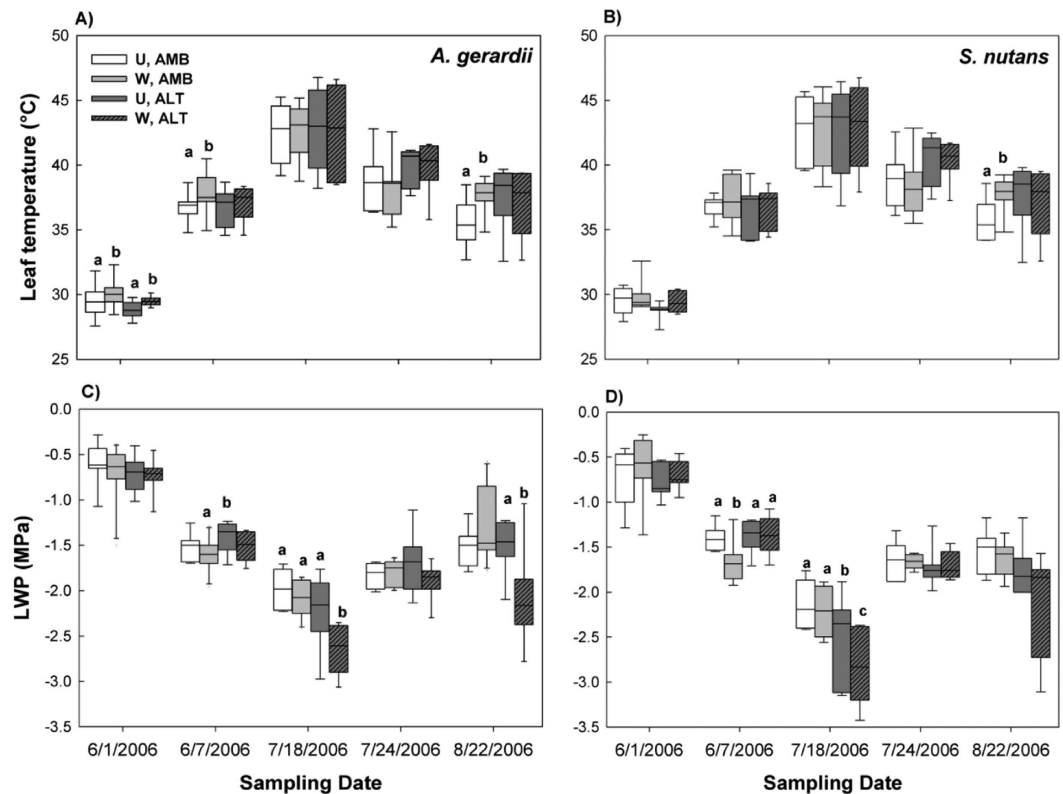 A)
A. gerardii
U, AMB
W, AMB
U, ALT
W, ALT
Leaf temperature (°C)
50
45
40
35
30
25
a b a b
a b
a b
B)
S. nutans
50
45
40
35
30
25
a b
C)
LWP (MPa)
0.0
-0.5
-1.0
-1.5
-2.0
-2.5
-3.0
-3.5
a b
a a a b
a b
6/1/2006 6/7/2006 7/18/2006 7/24/2006 8/22/2006
Sampling Date
D)
0.0
-0.5
-1.0
-1.5
-2.0
-2.5
-3.0
-3.5
a b a a
a a b c
6/1/2006 6/7/2006 7/18/2006 7/24/2006 8/22/2006
Sampling Date